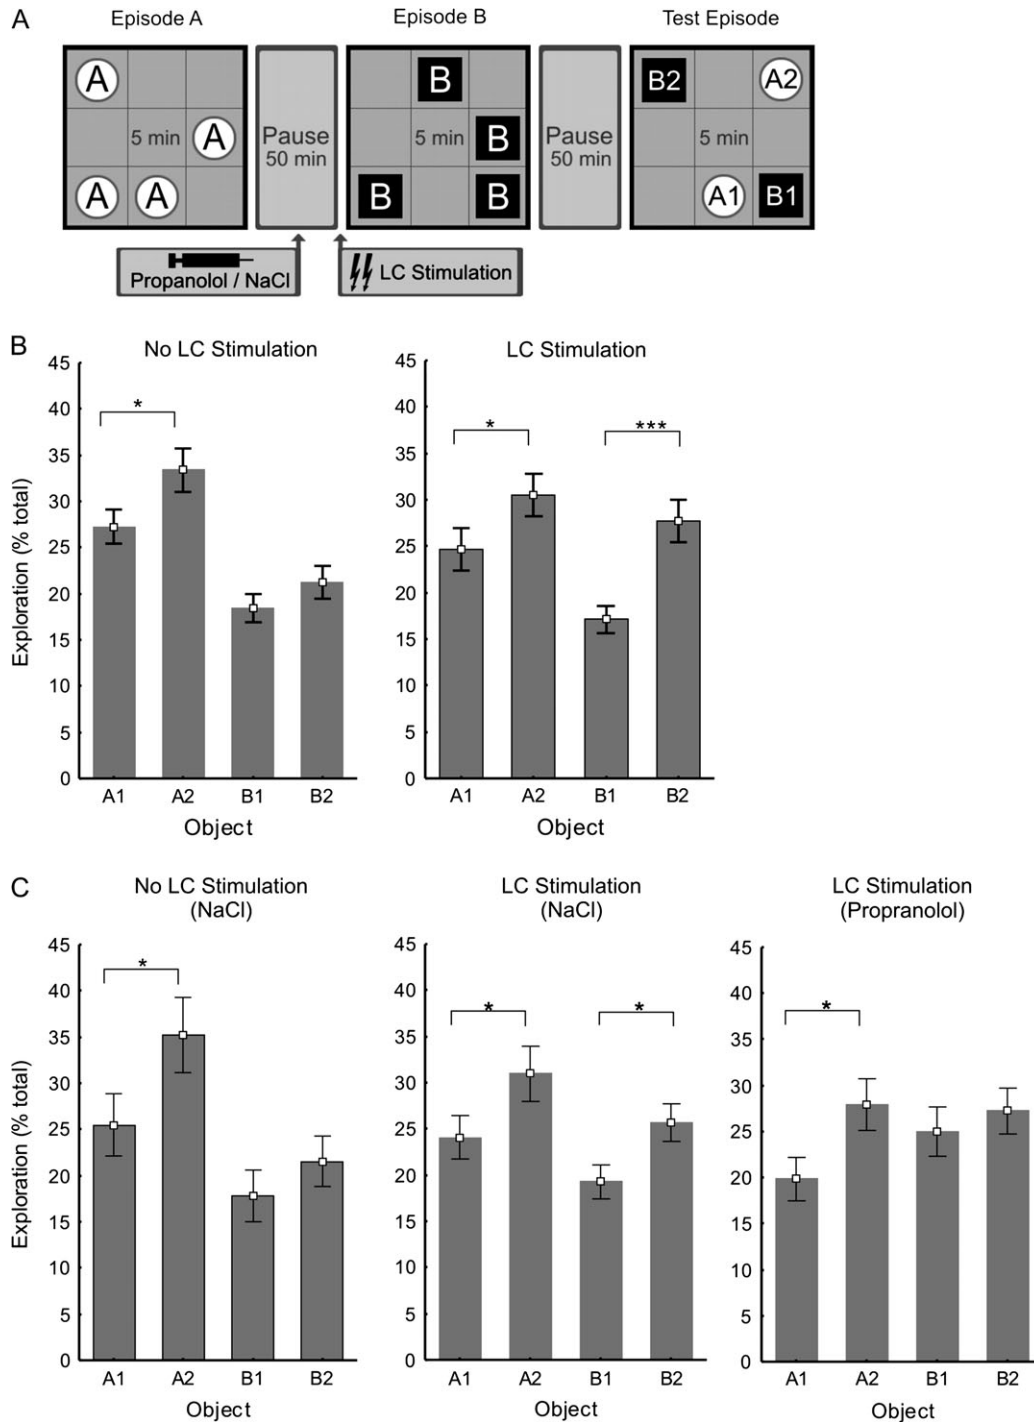 A
Episode A
Episode B
Test Episode
A
A
A
A
5 min
Pause
50 min
B
B
B
B
5 min
Pause
50 min
B2
A2
5 min
A1
B1
Propanolol / NaCl
LC Stimulation
B
No LC Stimulation
LC Stimulation
Exploration (% total)
45
40
35
30
25
20
15
10
5
0
*
A1 A2 B1 B2
Object
45
40
35
30
25
20
15
10
5
0
*
***
A1 A2 B1 B2
Object
C
No LC Stimulation
(NaCl)
Exploration (% total)
45
40
35
30
25
20
15
10
5
0
*
A1 A2 B1 B2
Object
LC Stimulation
(NaCl)
45
40
35
30
25
20
15
10
5
0
*
*
A1 A2 B1 B2
Object
LC Stimulation
(Propranolol)
45
40
35
30
25
20
15
10
5
0
*
A1 A2 B1 B2
Object